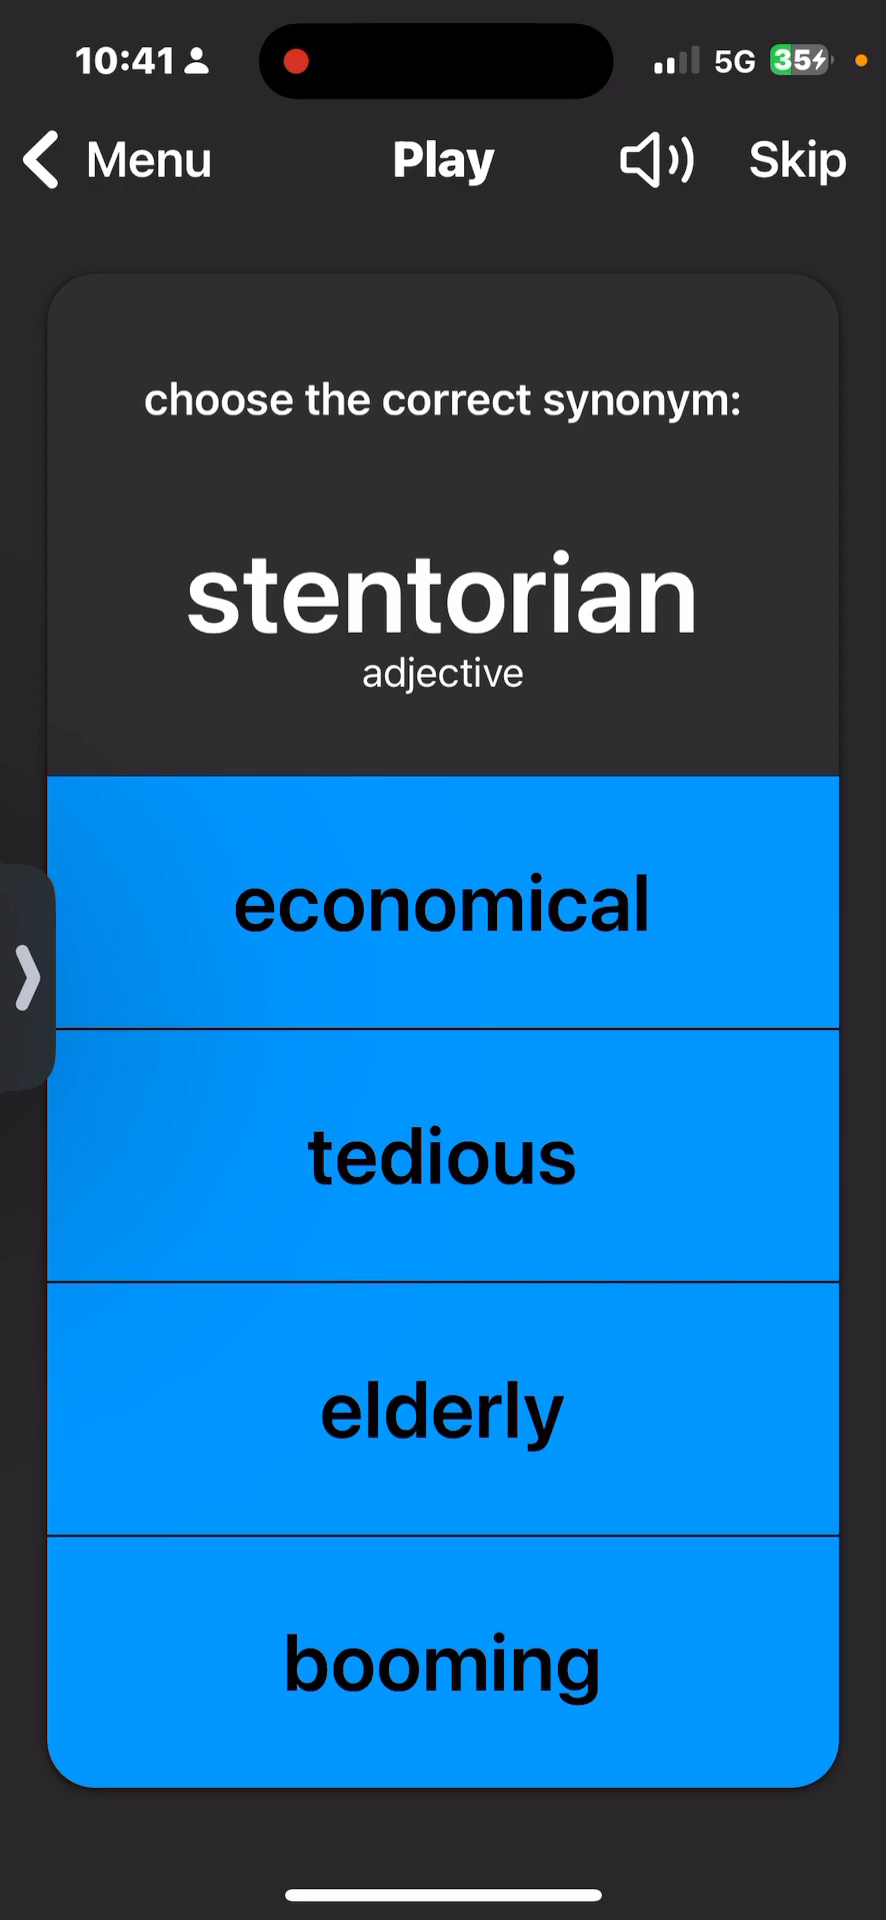 10:41 5G 35
Menu Play Skip
choose the correct synonym:
stentorian
adjective
economical
tedious
elderly
booming